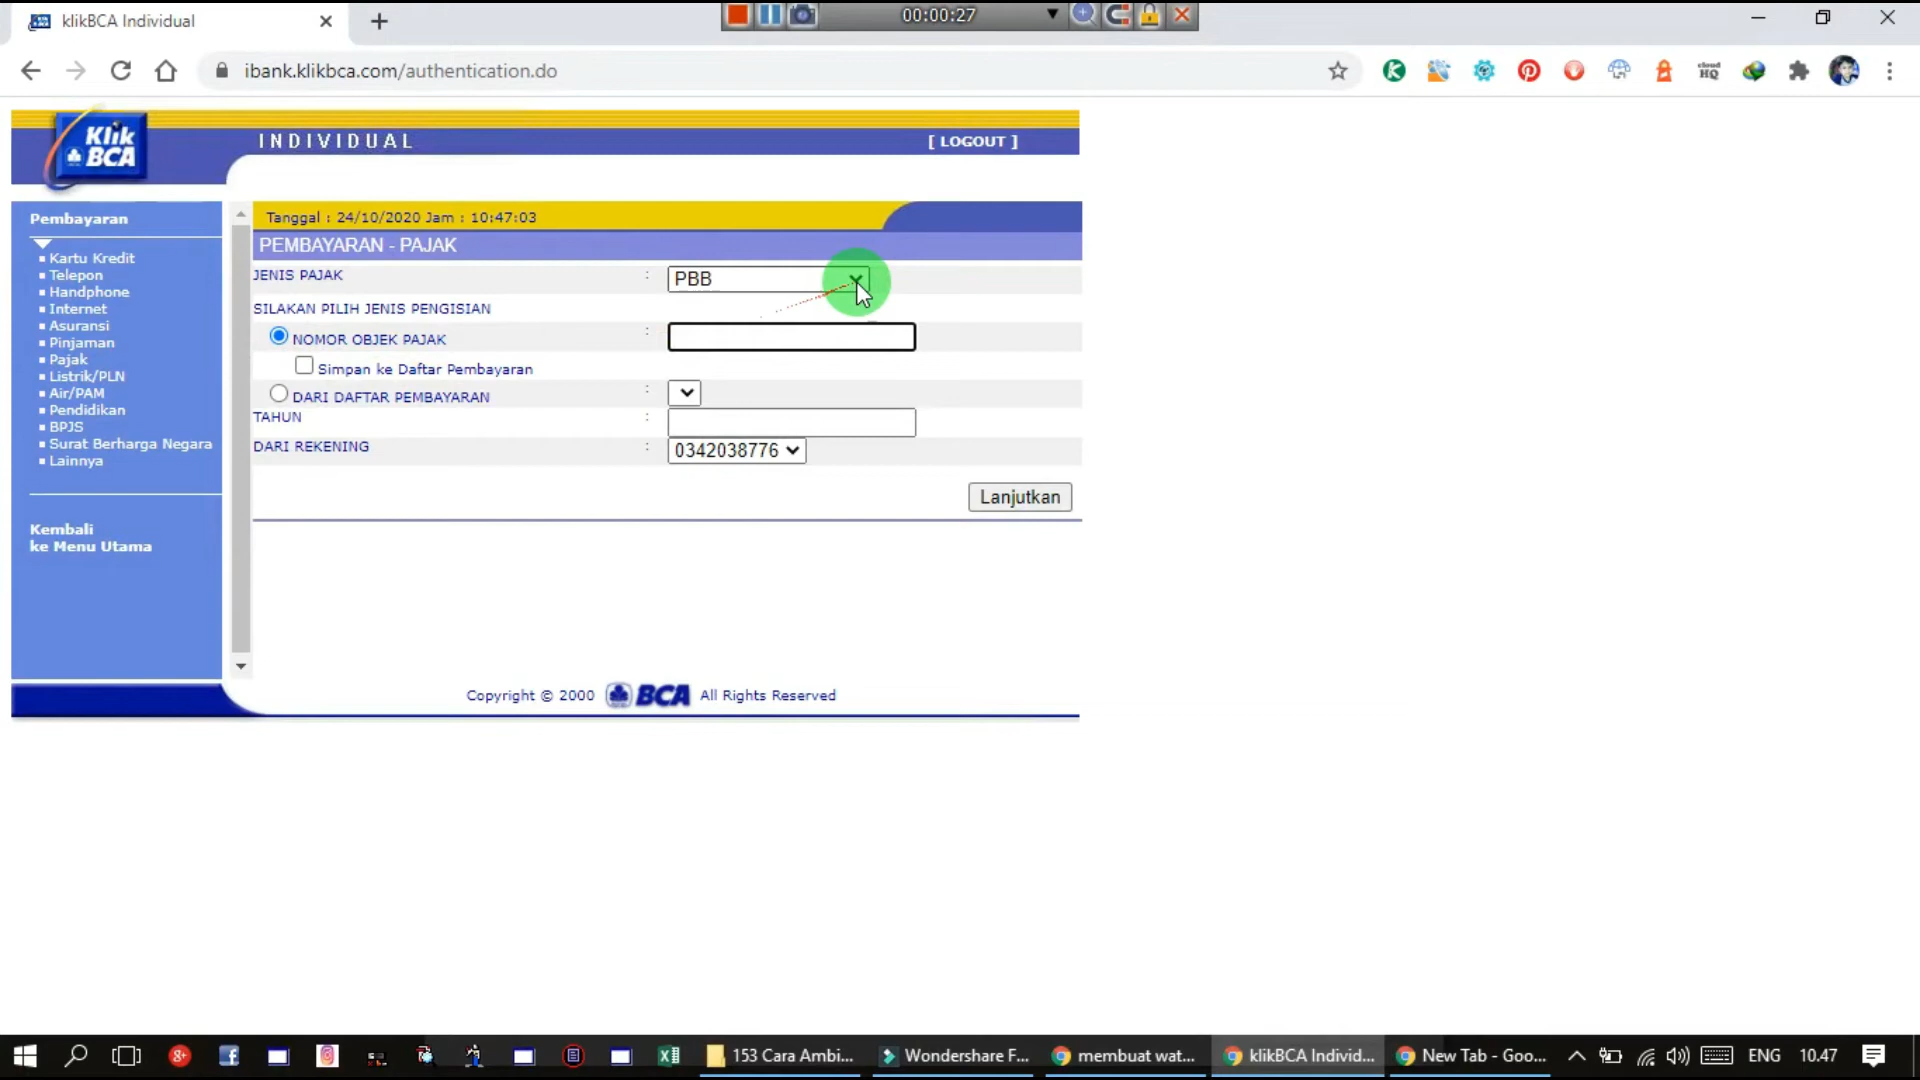 klikBCA Individual
00:00:27
ibank.klikbca.com/authentication.do
cloud HQ
Klik BCA
INDIVIDUAL
[ LOGOUT ]
Pembayaran
Kartu Kredit
Telepon
Handphone
Internet
Asuransi
Pinjaman
Pajak
Listrik/PLN
Air/PAM
Pendidikan
BPJS
Surat Berharga Negara
Lainnya
Kembali
ke Menu Utama
Tanggal : 24/10/2020 Jam : 10:47:03
PEMBAYARAN - PAJAK
JENIS PAJAK : PBB
SILAKAN PILIH JENIS PENGISIAN
NOMOR OBJEK PAJAK :
Simpan ke Daftar Pembayaran
DARI DAFTAR PEMBAYARAN :
TAHUN :
DARI REKENING : 0342038776
Lanjutkan
Copyright © 2000 BCA All Rights Reserved
153 Cara Ambi... Wondershare F... membuat wat... klikBCA Individ... New Tab - Goo... ENG 10.47